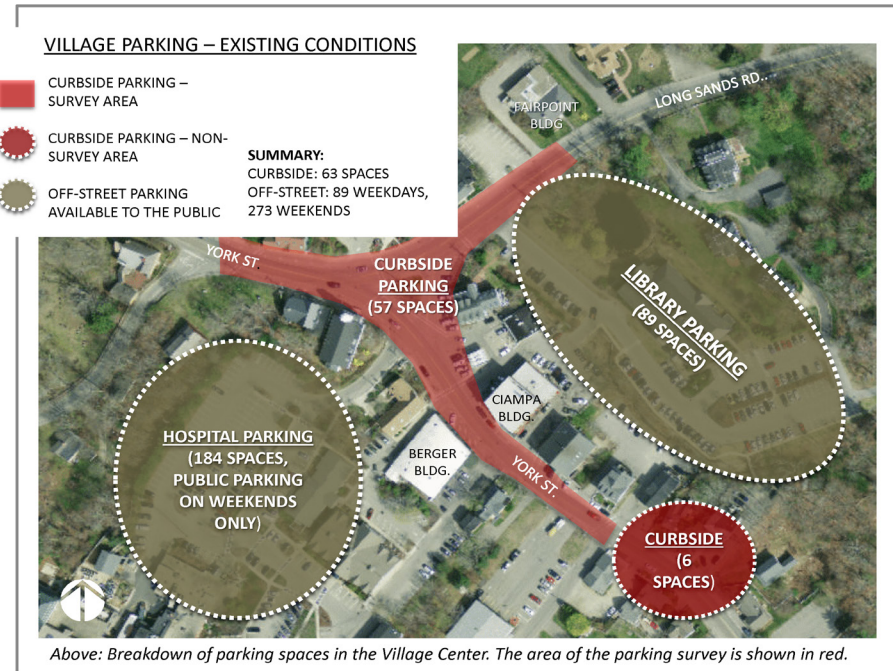 VILLAGE PARKING – EXISTING CONDITIONS
CURBSIDE PARKING –
SURVEY AREA
CURBSIDE PARKING – NON-
SURVEY AREA
OFF-STREET PARKING
AVAILABLE TO THE PUBLIC
SUMMARY:
CURBSIDE: 63 SPACES
OFF-STREET: 89 WEEKDAYS,
273 WEEKENDS
FAIRPOINT
BLDG
LONG SANDS RD..
YORK ST.
CURBSIDE
PARKING
(57 SPACES)
LIBRARY PARKING
(89 SPACES)
HOSPITAL PARKING
(184 SPACES,
PUBLIC PARKING
ON WEEKENDS
ONLY)
CIAMPA
BLDG.
BERGER
BLDG.
YORK ST.
CURBSIDE
(6
SPACES)
Above: Breakdown of parking spaces in the Village Center. The area of the parking survey is shown in red.